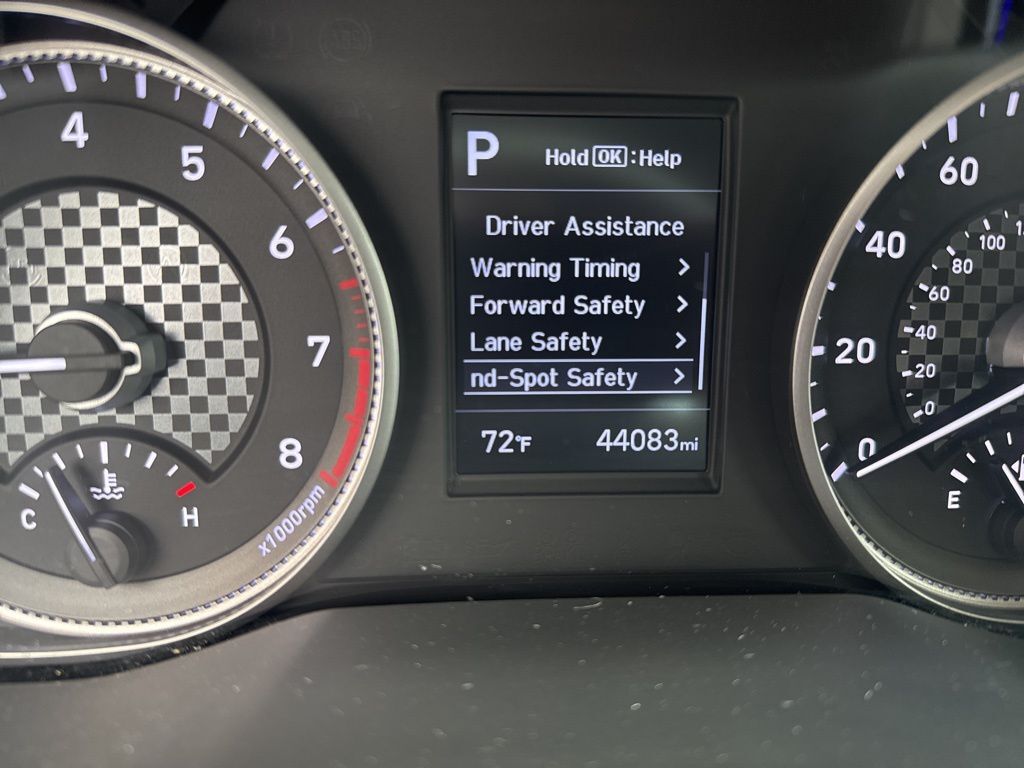 4
5
6
7
8
x1000rpm
C
H
P
Hold OK :Help
Driver Assistance
Warning Timing >
Forward Safety >
Lane Safety >
nd-Spot Safety >
72°F
44083mi
60
40
20
0
100
80
60
40
20
0
E